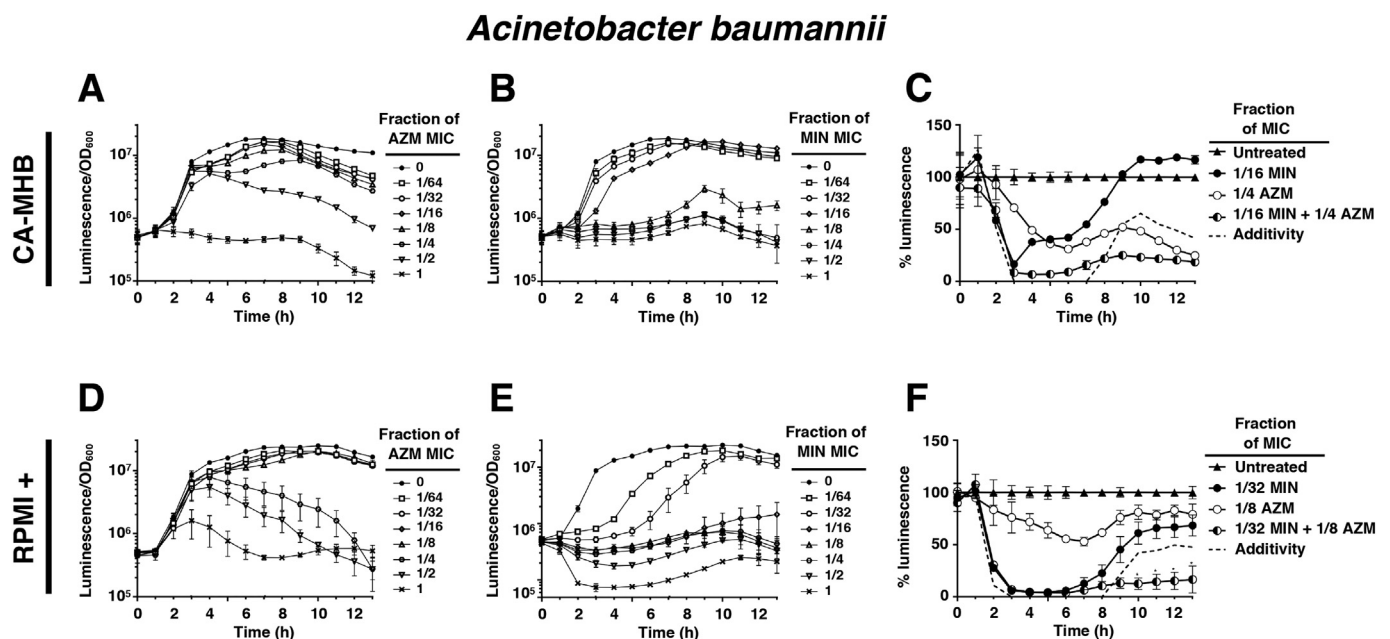 Acinetobacter baumannii
CA-MHB
A
Luminescence/OD600
10⁷
10⁶
10⁵
0 2 4 6 8 10 12
Time (h)
Fraction of
AZM MIC
0
1/64
1/32
1/16
1/8
1/4
1/2
1
B
Luminescence/OD600
10⁷
10⁶
10⁵
0 2 4 6 8 10 12
Time (h)
Fraction of
MIN MIC
0
1/64
1/32
1/16
1/8
1/4
1/2
1
C
% luminescence
150
100
50
0
0 2 4 6 8 10 12
Time (h)
Fraction
of MIC
Untreated
1/16 MIN
1/4 AZM
1/16 MIN + 1/4 AZM
Additivity
RPMI +
D
Luminescence/OD600
10⁷
10⁶
10⁵
0 2 4 6 8 10 12
Time (h)
Fraction of
AZM MIC
0
1/64
1/32
1/16
1/8
1/4
1/2
1
E
Luminescence/OD600
10⁷
10⁶
10⁵
0 2 4 6 8 10 12
Time (h)
Fraction of
MIN MIC
0
1/64
1/32
1/16
1/8
1/4
1/2
1
F
% luminescence
150
100
50
0
0 2 4 6 8 10 12
Time (h)
Fraction
of MIC
Untreated
1/32 MIN
1/8 AZM
1/32 MIN + 1/8 AZM
Additivity